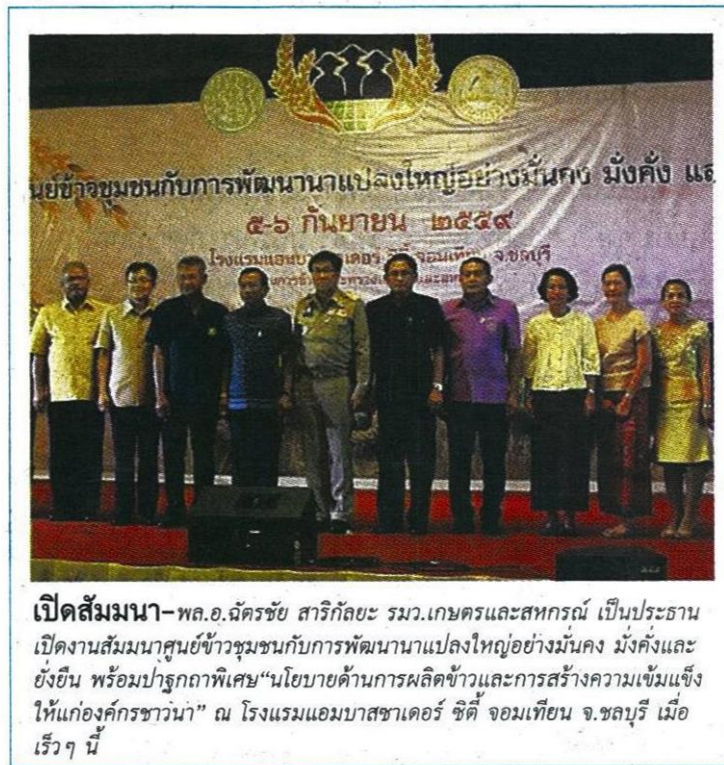 นย์ข้าวชุมชนกับการพัฒนานาแปลงใหญ่อย่างมั่นคง มั่งคั่ง แล
๕-๖ กันยายน ๒๕๕๙
จอมเทียน จ.ชลบุรี
เปิดสัมมนา-พล.อ.ฉัตรชัย สาริกัลยะ รมว.เกษตรและสหกรณ์ เป็นประธาน
เปิดงานสัมมนาศูนย์ข้าวชุมชนกับการพัฒนานาแปลงใหญ่อย่างมั่นคง มั่งคั่งและ
ยั่งยืน พร้อมปาฐกถาพิเศษ“นโยบายด้านการผลิตข้าวและการสร้างความเข้มแข็ง
ให้แก่องค์กรชาวนา” ณ โรงแรมแอมบาสซาเดอร์ ซิตี้ จอมเทียน จ.ชลบุรี เมื่อ
เร็วๆ นี้